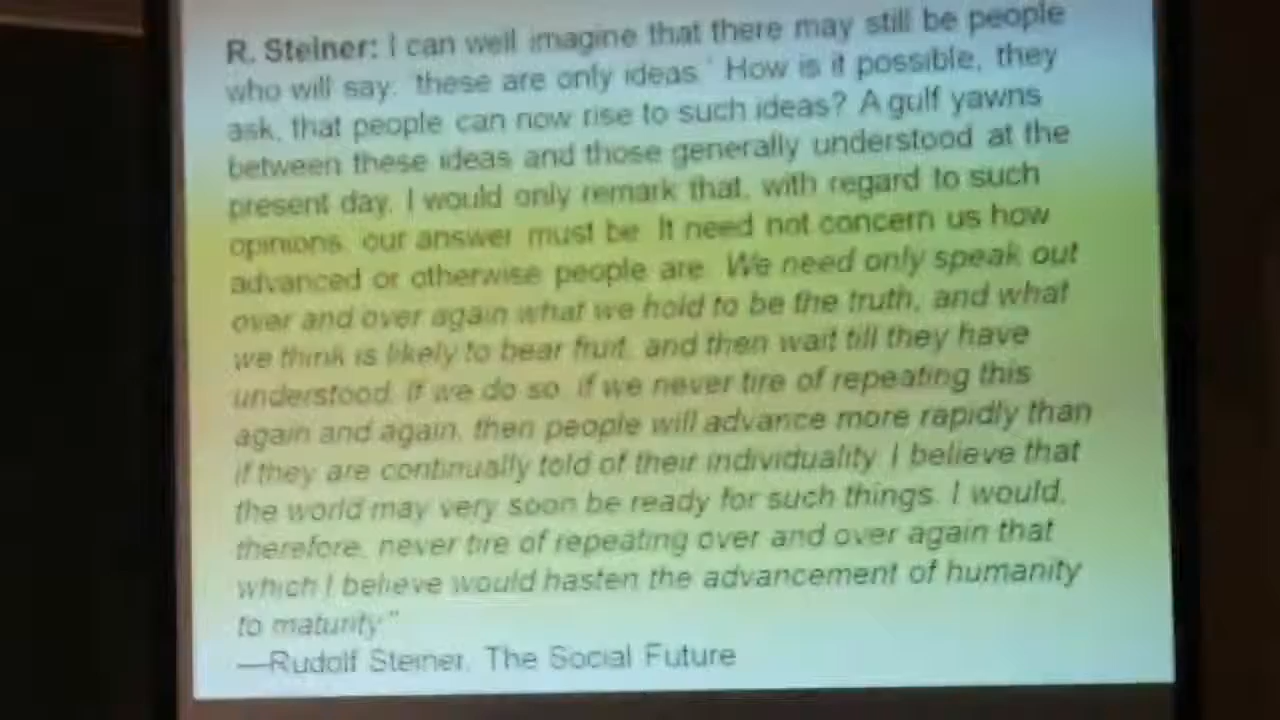 R. Steiner: I can well imagine that there may still be people
who will say: 'these are only ideas.' How is it possible, they
ask, that people can now rise to such ideas? A gulf yawns
between these ideas and those generally understood at the
present day. I would only remark that, with regard to such
opinions, our answer must be: It need not concern us how
advanced or otherwise people are. We need only speak out
over and over again what we hold to be the truth, and what
we think is likely to bear fruit, and then wait till they have
understood. If we do so, if we never tire of repeating this
again and again, then people will advance more rapidly than
if they are continually told of their individuality. I believe that
the world may very soon be ready for such things. I would,
therefore, never tire of repeating over and over again that
which I believe would hasten the advancement of humanity
to maturity."
—Rudolf Steiner, The Social Future